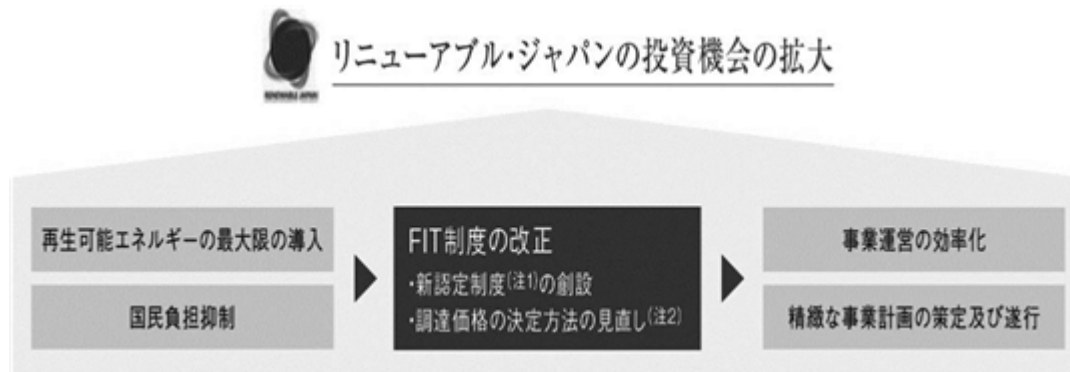 リニューアブル・ジャパンの投資機会の拡大
RENEWABLE JAPAN
再生可能エネルギーの最大限の導入
国民負担抑制
FIT制度の改正
・新認定制度(注1)の創設
・調達価格の決定方法の見直し(注2)
事業運営の効率化
精緻な事業計画の策定及び遂行